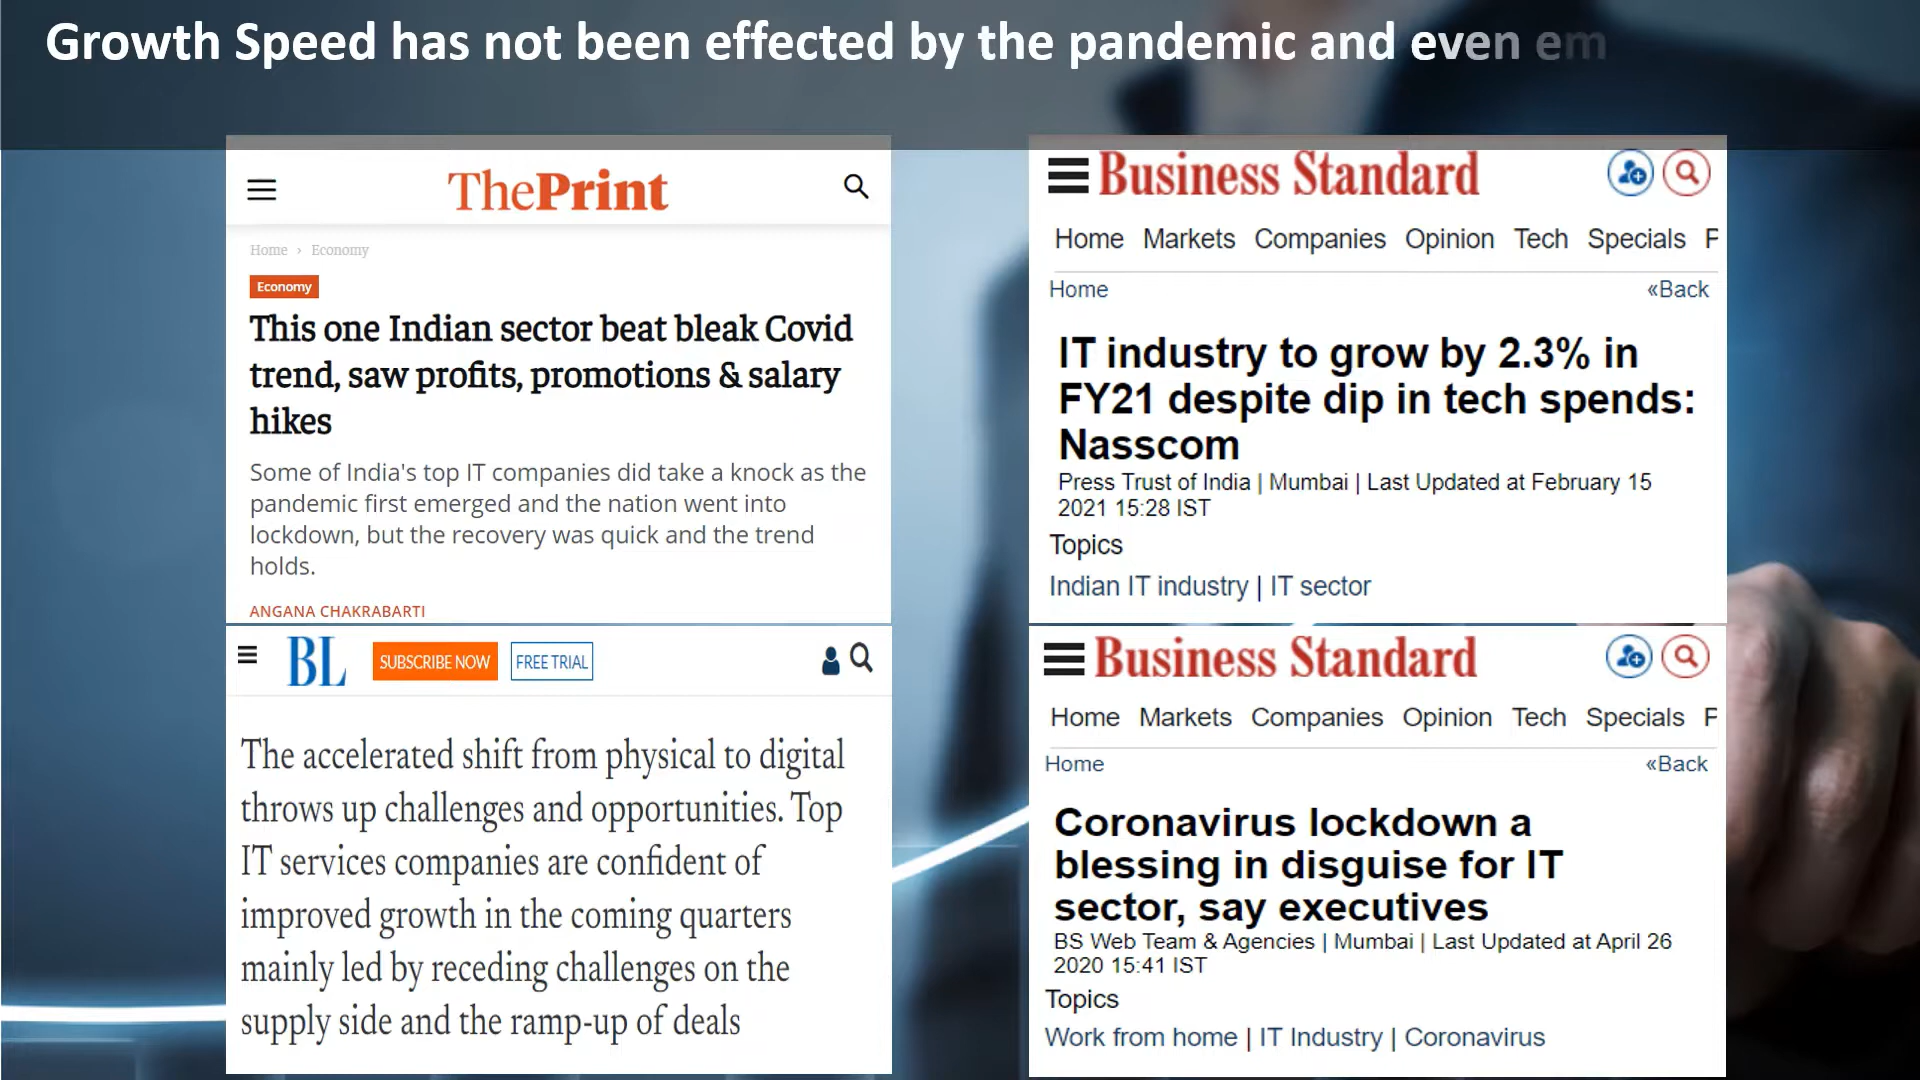 Growth Speed has not been effected by the pandemic and even em
ThePrint
Home › Economy
Economy
This one Indian sector beat bleak Covid
trend, saw profits, promotions & salary
hikes
Some of India's top IT companies did take a knock as the
pandemic first emerged and the nation went into
lockdown, but the recovery was quick and the trend
holds.
ANGANA CHAKRABARTI
Business Standard
Home Markets Companies Opinion Tech Specials P
Home «Back
IT industry to grow by 2.3% in
FY21 despite dip in tech spends:
Nasscom
Press Trust of India | Mumbai | Last Updated at February 15
2021 15:28 IST
Topics
Indian IT industry | IT sector
BL SUBSCRIBE NOW FREE TRIAL
The accelerated shift from physical to digital
throws up challenges and opportunities. Top
IT services companies are confident of
improved growth in the coming quarters
mainly led by receding challenges on the
supply side and the ramp-up of deals
Business Standard
Home Markets Companies Opinion Tech Specials P
Home «Back
Coronavirus lockdown a
blessing in disguise for IT
sector, say executives
BS Web Team & Agencies | Mumbai | Last Updated at April 26
2020 15:41 IST
Topics
Work from home | IT Industry | Coronavirus